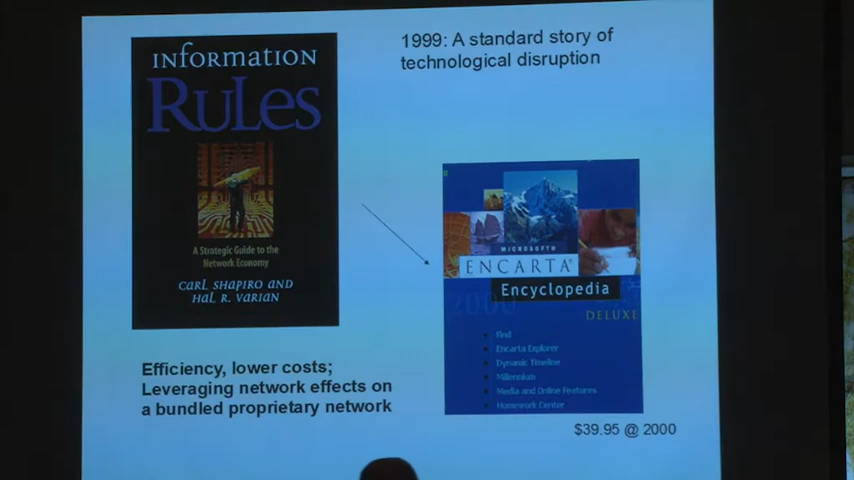 1999: A standard story of
technological disruption
INFORMATION
RULES
A Strategic Guide to the
Network Economy
CARL SHAPIRO AND
HAL R. VARIAN
MICROSOFT®
ENCARTA®
Encyclopedia
2000
DELUXE
Find
Encarta Explorer
Dynamic Timeline
Millennium
Media and Online Features
Homework Center
Efficiency, lower costs;
Leveraging network effects on
a bundled proprietary network
$39.95 @ 2000